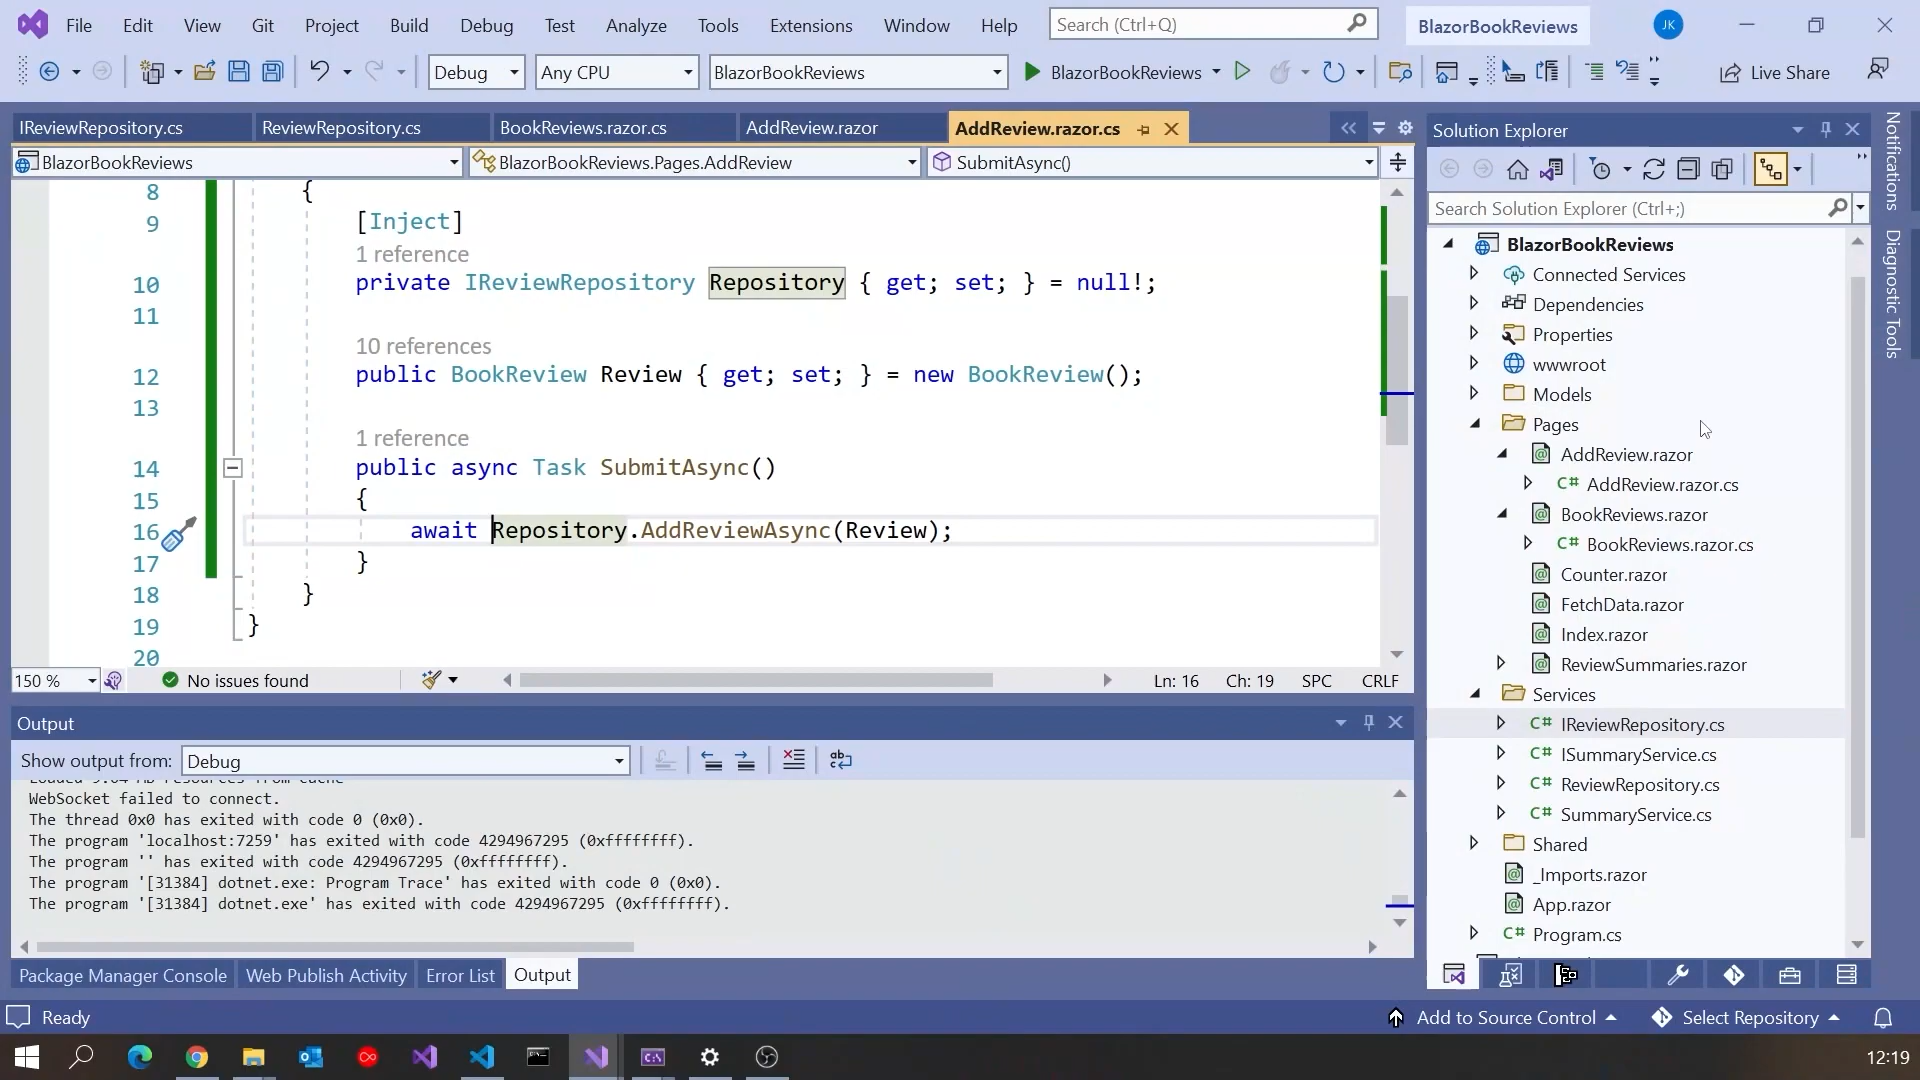 File Edit View Git Project Build Debug Test Analyze Tools Extensions Window Help Search (Ctrl+Q) BlazorBookReviews JK
Debug Any CPU BlazorBookReviews BlazorBookReviews Live Share
IReviewRepository.cs ReviewRepository.cs BookReviews.razor.cs AddReview.razor AddReview.razor.cs
BlazorBookReviews BlazorBookReviews.Pages.AddReview SubmitAsync()
8 {
9 [Inject]
1 reference
10 private IReviewRepository Repository { get; set; } = null!;
11
10 references
12 public BookReview Review { get; set; } = new BookReview();
13
1 reference
14 public async Task SubmitAsync()
15 {
16 await Repository.AddReviewAsync(Review);
17 }
18 }
19 }
20
150 % No issues found Ln: 16 Ch: 19 SPC CRLF
Output
Show output from: Debug
Loaded 9.04 MB resources from cache
WebSocket failed to connect.
The thread 0x0 has exited with code 0 (0x0).
The program 'localhost:7259' has exited with code 4294967295 (0xffffffff).
The program '' has exited with code 4294967295 (0xffffffff).
The program '[31384] dotnet.exe: Program Trace' has exited with code 0 (0x0).
The program '[31384] dotnet.exe' has exited with code 4294967295 (0xffffffff).
Package Manager Console Web Publish Activity Error List Output
Solution Explorer
Search Solution Explorer (Ctrl+;)
BlazorBookReviews
Connected Services
Dependencies
Properties
wwwroot
Models
Pages
AddReview.razor
C# AddReview.razor.cs
BookReviews.razor
C# BookReviews.razor.cs
Counter.razor
FetchData.razor
Index.razor
ReviewSummaries.razor
Services
C# IReviewRepository.cs
C# ISummaryService.cs
C# ReviewRepository.cs
C# SummaryService.cs
Shared
_Imports.razor
App.razor
C# Program.cs
Notifications
Diagnostic Tools
Ready Add to Source Control Select Repository
12:19